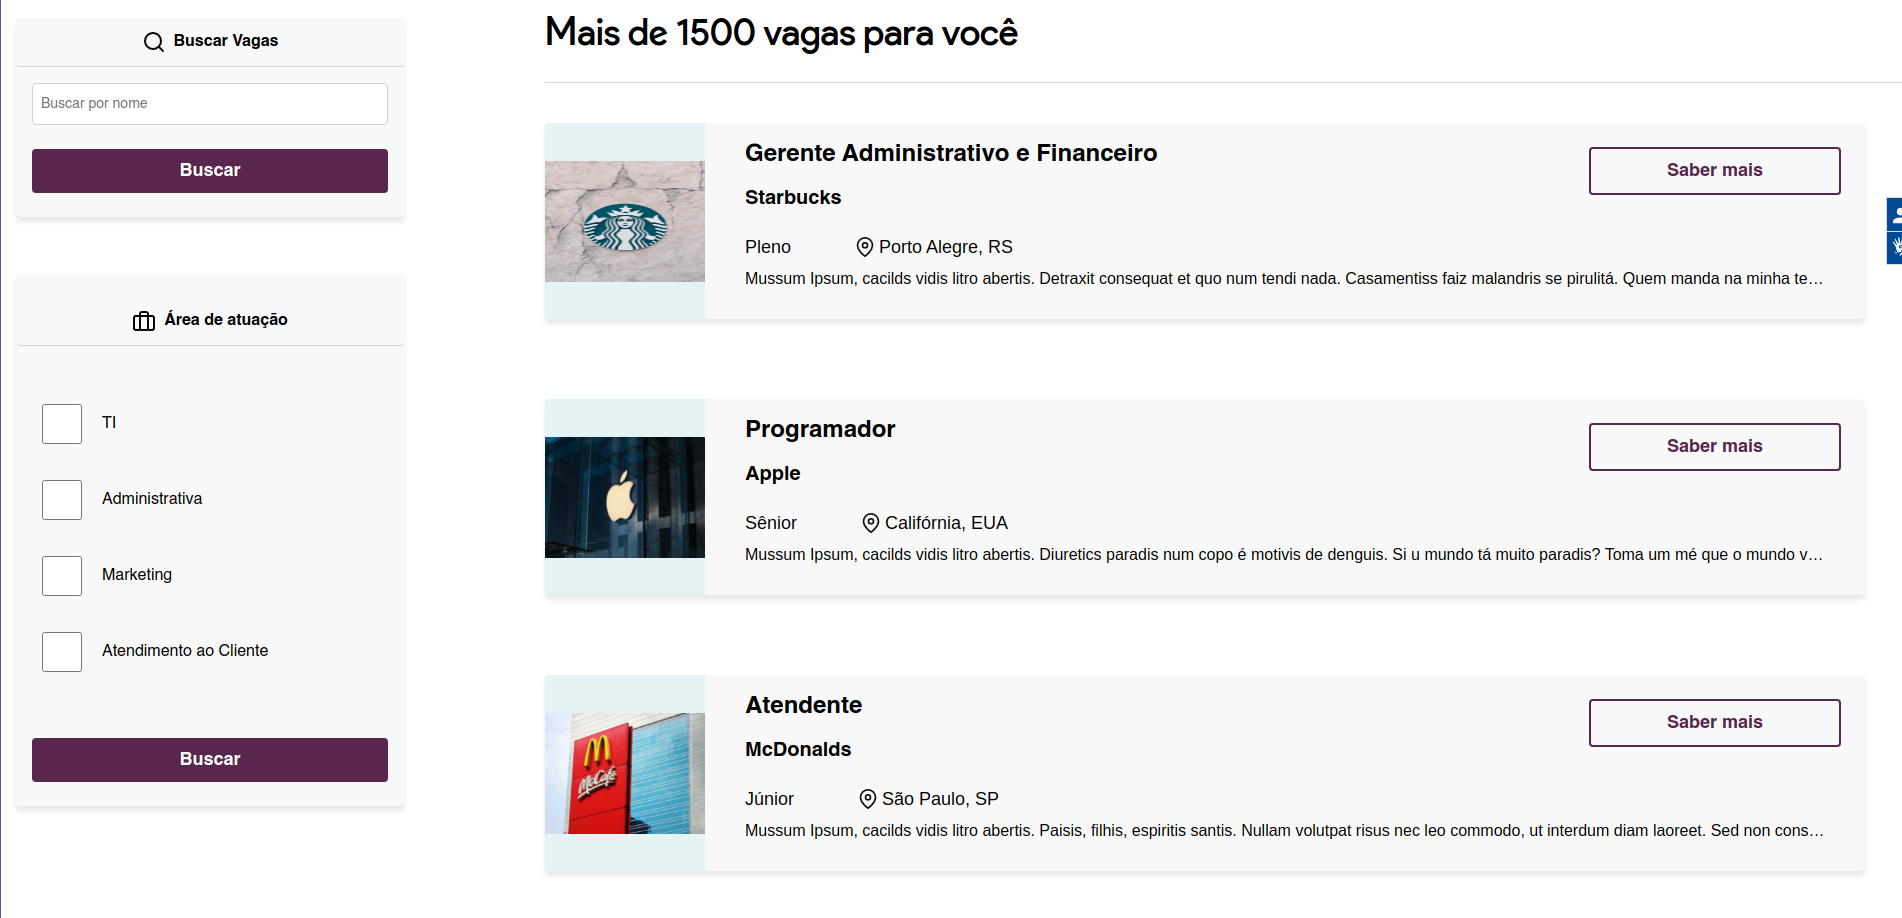 Buscar Vagas
Buscar por nome
Buscar
Área de atuação
TI
Administrativa
Marketing
Atendimento ao Cliente
Buscar
Mais de 1500 vagas para você
Gerente Administrativo e Financeiro
Saber mais
Starbucks
Pleno Porto Alegre, RS
Mussum Ipsum, cacilds vidis litro abertis. Detraxit consequat et quo num tendi nada. Casamentiss faiz malandris se pirulitá. Quem manda na minha te…
Programador
Saber mais
Apple
Sênior Califórnia, EUA
Mussum Ipsum, cacilds vidis litro abertis. Diuretics paradis num copo é motivis de denguis. Si u mundo tá muito paradis? Toma um mé que o mundo v…
M
McCafé
Atendente
Saber mais
McDonalds
Júnior São Paulo, SP
Mussum Ipsum, cacilds vidis litro abertis. Paisis, filhis, espiritis santis. Nullam volutpat risus nec leo commodo, ut interdum diam laoreet. Sed non cons…